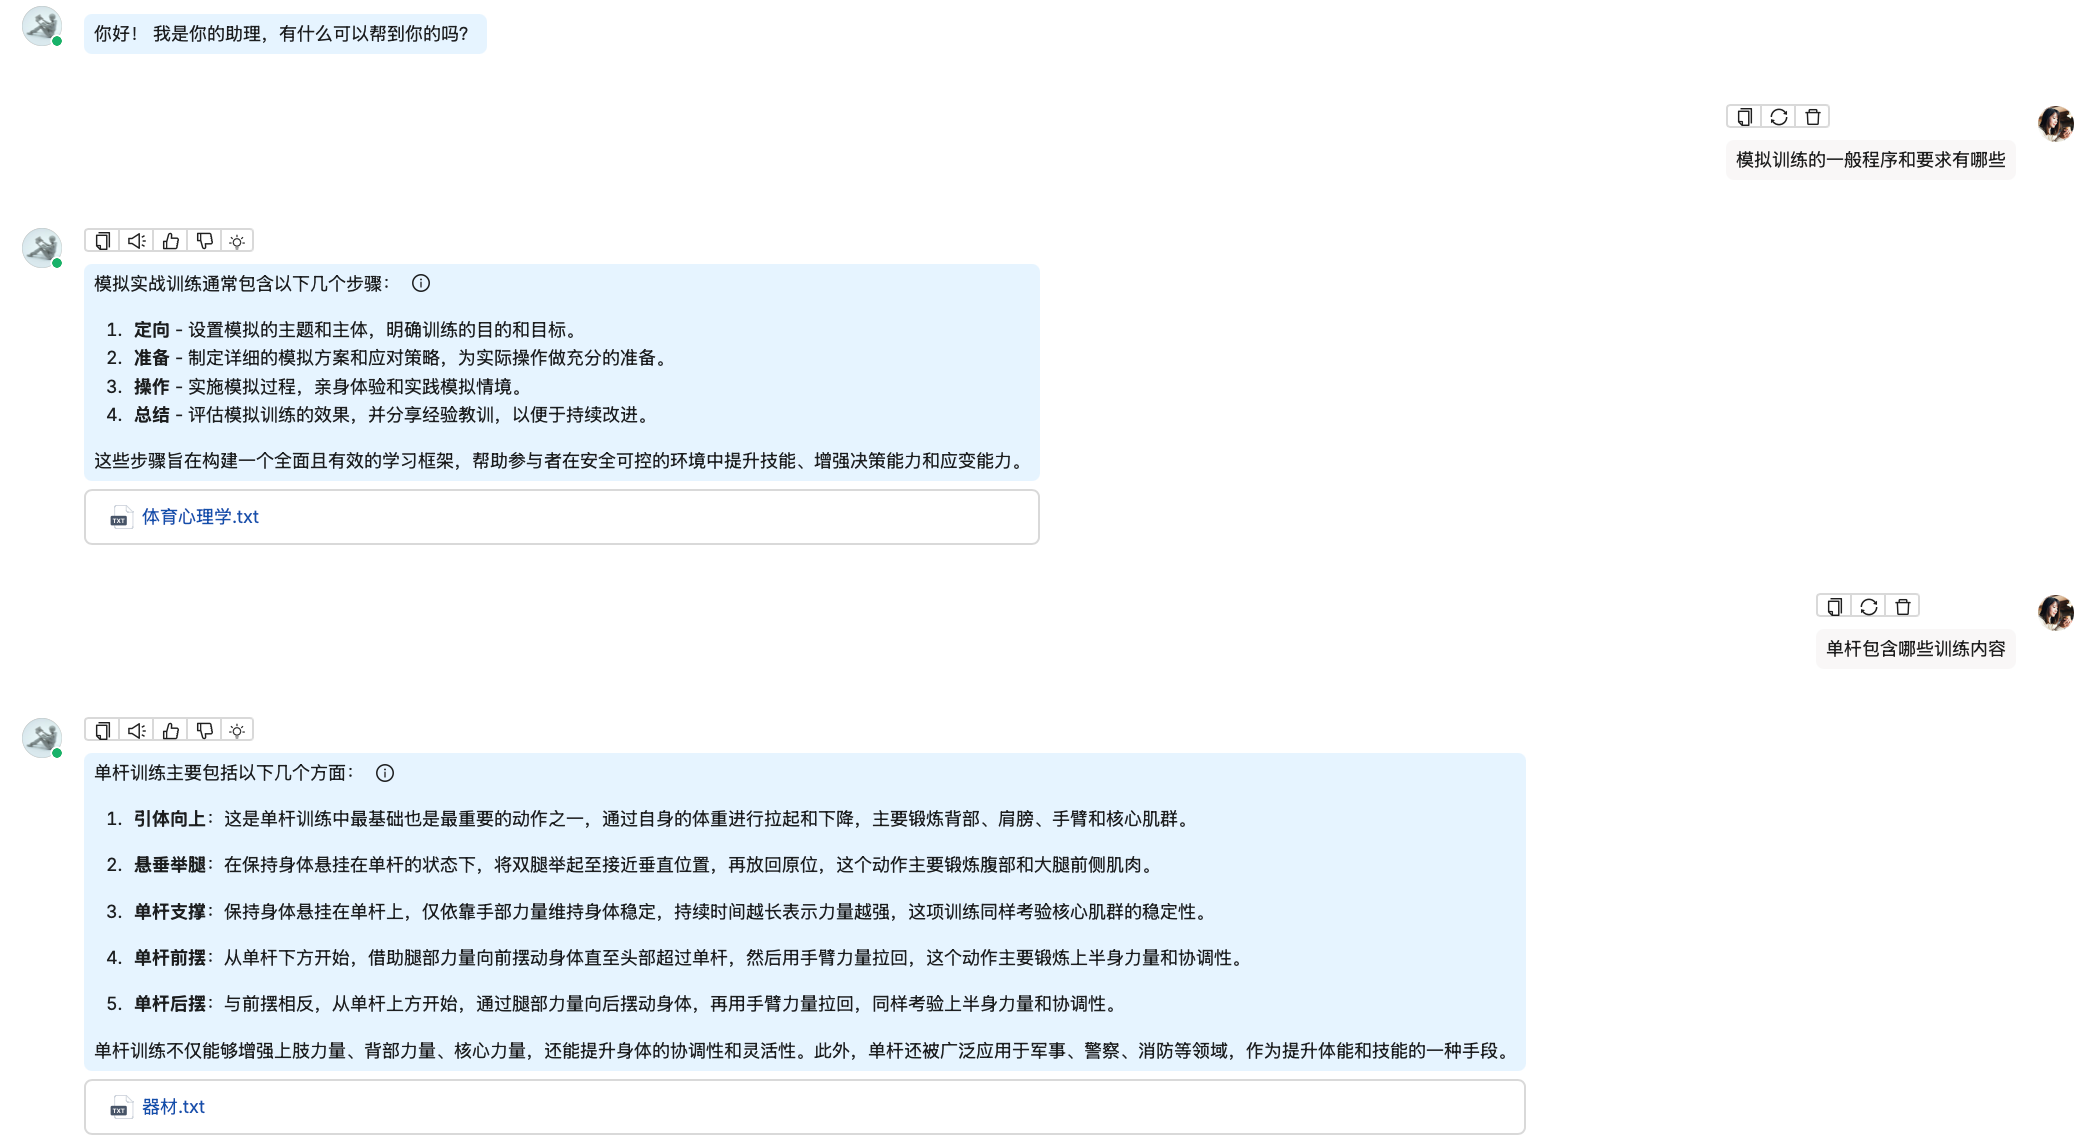 你好！ 我是你的助理，有什么可以帮到你的吗？
模拟训练的一般程序和要求有哪些
模拟实战训练通常包含以下几个步骤：
1. 定向 - 设置模拟的主题和主体，明确训练的目的和目标。
2. 准备 - 制定详细的模拟方案和应对策略，为实际操作做充分的准备。
3. 操作 - 实施模拟过程，亲身体验和实践模拟情境。
4. 总结 - 评估模拟训练的效果，并分享经验教训，以便于持续改进。
这些步骤旨在构建一个全面且有效的学习框架，帮助参与者在安全可控的环境中提升技能、增强决策能力和应变能力。
TXT 体育心理学.txt
单杆包含哪些训练内容
单杆训练主要包括以下几个方面：
1. 引体向上：这是单杆训练中最基础也是最重要的动作之一，通过自身的体重进行拉起和下降，主要锻炼背部、肩膀、手臂和核心肌群。
2. 悬垂举腿：在保持身体悬挂在单杆的状态下，将双腿举起至接近垂直位置，再放回原位，这个动作主要锻炼腹部和大腿前侧肌肉。
3. 单杆支撑：保持身体悬挂在单杆上，仅依靠手部力量维持身体稳定，持续时间越长表示力量越强，这项训练同样考验核心肌群的稳定性。
4. 单杆前摆：从单杆下方开始，借助腿部力量向前摆动身体直至头部超过单杆，然后用手臂力量拉回，这个动作主要锻炼上半身力量和协调性。
5. 单杆后摆：与前摆相反，从单杆上方开始，通过腿部力量向后摆动身体，再用手臂力量拉回，同样考验上半身力量和协调性。
单杆训练不仅能够增强上肢力量、背部力量、核心力量，还能提升身体的协调性和灵活性。此外，单杆还被广泛应用于军事、警察、消防等领域，作为提升体能和技能的一种手段。
TXT 器材.txt